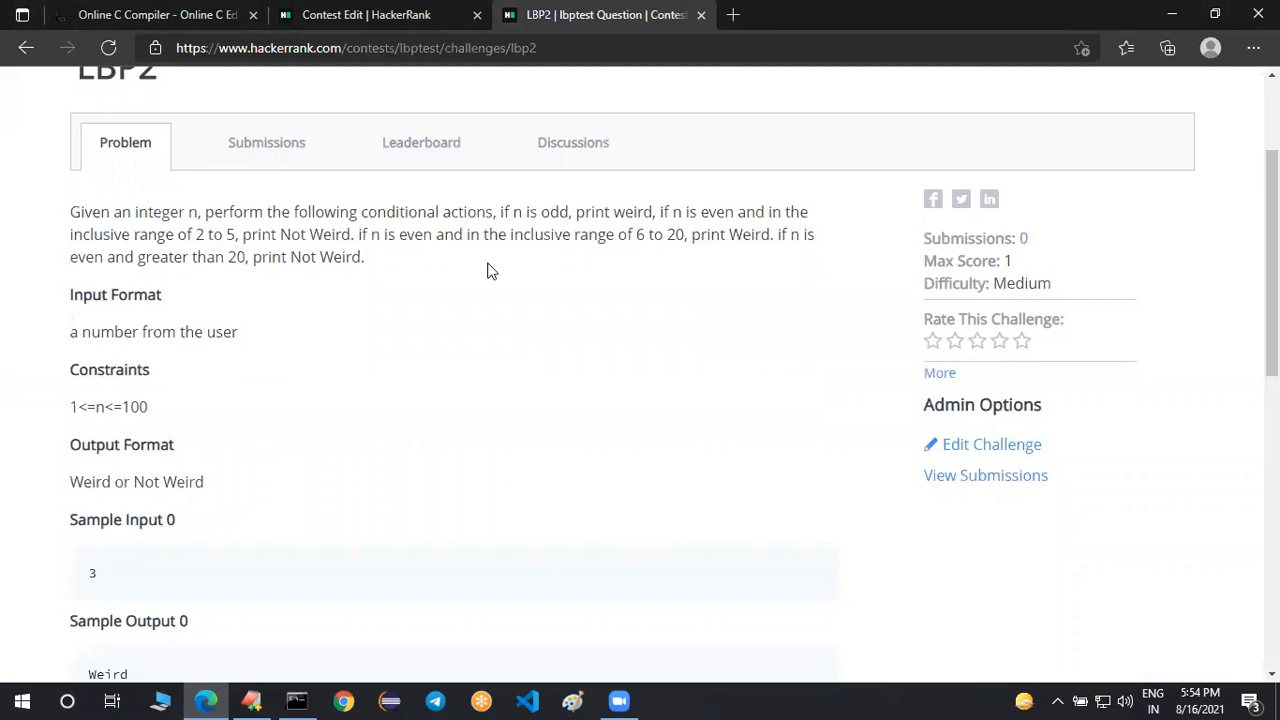 Online C Compiler - Online C Ed
Contest Edit | HackerRank
LBP2 | lbptest Question | Contes
https://www.hackerrank.com/contests/lbptest/challenges/lbp2
LBP2
Problem
Submissions
Leaderboard
Discussions
Given an integer n, perform the following conditional actions, if n is odd, print weird, if n is even and in the
inclusive range of 2 to 5, print Not Weird. if n is even and in the inclusive range of 6 to 20, print Weird. if n is
even and greater than 20, print Not Weird.
Input Format
a number from the user
Constraints
1<=n<=100
Output Format
Weird or Not Weird
Sample Input 0
3
Sample Output 0
Weird
Submissions: 0
Max Score: 1
Difficulty: Medium
Rate This Challenge:
More
Admin Options
Edit Challenge
View Submissions
ENG
IN
5:54 PM
8/16/2021
3